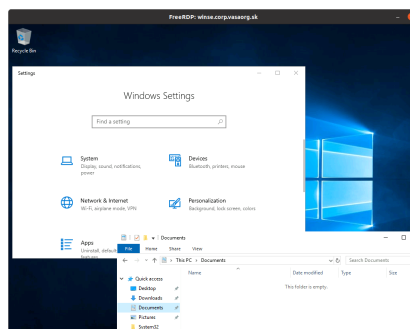 FreeRDP: winse.corp.vasaorg.sk
Recycle Bin
Settings
Windows Settings
Find a setting
System
Display, sound, notifications,
power
Devices
Bluetooth, printers, mouse
Network & Internet
Wi-Fi, airplane mode, VPN
Personalization
Background, lock screen, colors
Apps
Uninstall, defaults
Documents
File Home Share View
This PC › Documents
Search Documents
Name Date modified Type Size
Quick access
This folder is empty.
Desktop
Downloads
Documents
Pictures
System32